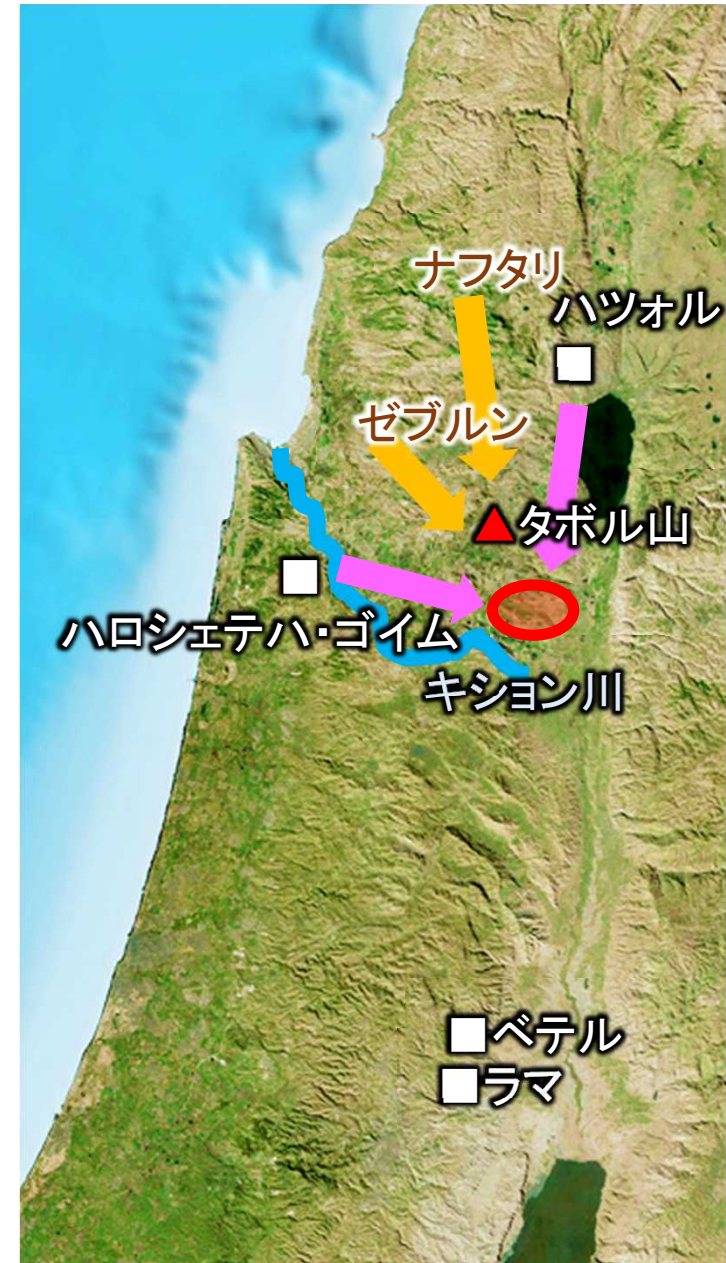 ナフタリ
ハツォル
ゼブルン
タボル山
ハロシェテハ・ゴイム
キション川
ベテル
ラマ